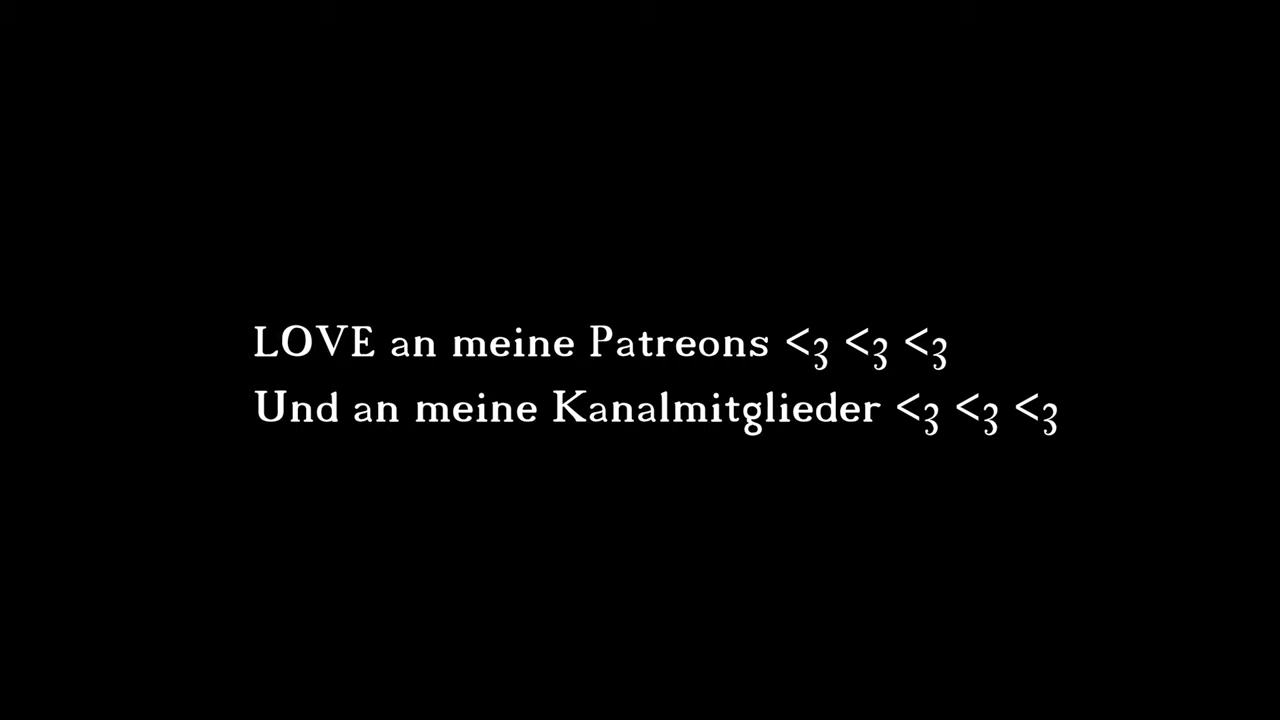 LOVE an meine Patreons <3 <3 <3
Und an meine Kanalmitglieder <3 <3 <3